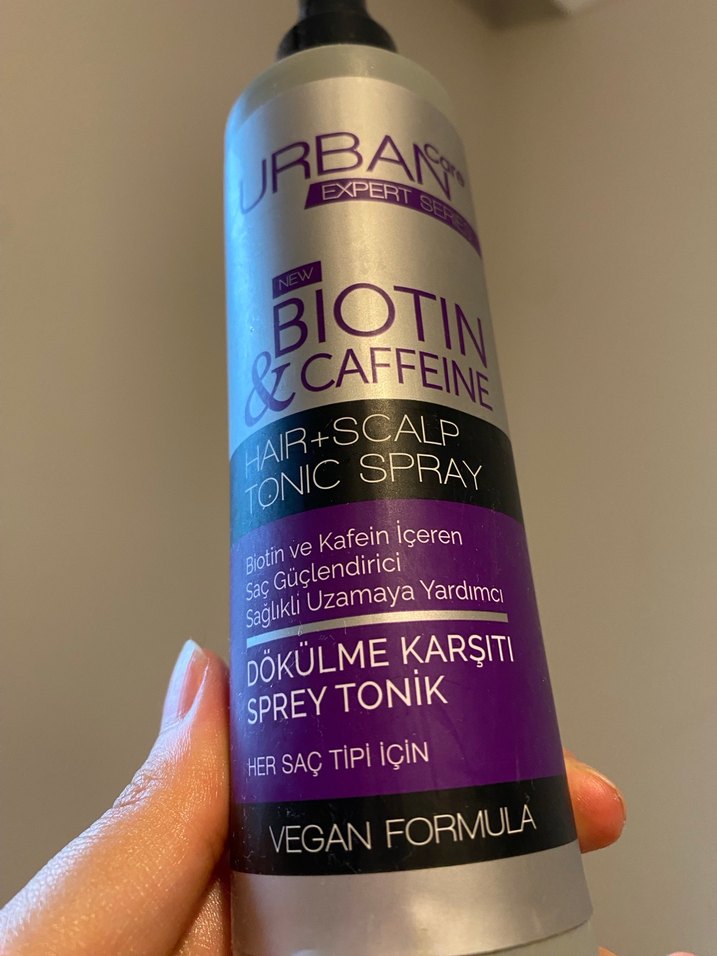 URBAN Care
EXPERT SERIES
NEW
BIOTIN
& CAFFEINE
HAIR+SCALP
TONIC SPRAY
Biotin ve Kafein İçeren
Saç Güçlendirici
Sağlıklı Uzamaya Yardımcı
DÖKÜLME KARŞITI
SPREY TONİK
HER SAÇ TİPİ İÇİN
VEGAN FORMULA